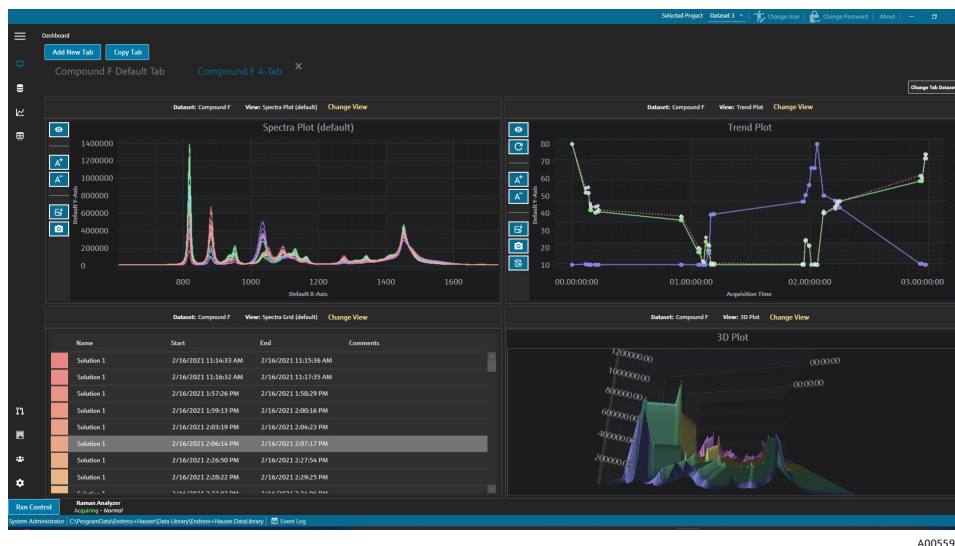 Selected Project Dataset 3 Change User Change Password About
Dashboard
Add New Tab Copy Tab
Compound F Default Tab Compound F 4-Tab X
Change Tab Dataset
Dataset: Compound F View: Spectra Plot (default) Change View
Spectra Plot (default)
Default Y-Axis
1400000
1200000
1000000
800000
600000
400000
200000
0
800 1000 1200 1400 1600
Default X-Axis
Dataset: Compound F View: Trend Plot Change View
Trend Plot
Default Y-Axis
80
70
60
50
40
30
20
10
00.00:00:00 01.00:00:00 02.00:00:00 03.00:00:00
Acquisition Time
Dataset: Compound F View: Spectra Grid (default) Change View
Name Start End Comments
Solution 1 2/16/2021 11:14:33 AM 2/16/2021 11:15:36 AM
Solution 1 2/16/2021 11:16:32 AM 2/16/2021 11:17:35 AM
Solution 1 2/16/2021 1:57:26 PM 2/16/2021 1:58:29 PM
Solution 1 2/16/2021 1:59:13 PM 2/16/2021 2:00:16 PM
Solution 1 2/16/2021 2:03:19 PM 2/16/2021 2:04:23 PM
Solution 1 2/16/2021 2:06:14 PM 2/16/2021 2:07:17 PM
Solution 1 2/16/2021 2:26:50 PM 2/16/2021 2:27:54 PM
Solution 1 2/16/2021 2:28:22 PM 2/16/2021 2:29:25 PM
Dataset: Compound F View: 3D Plot Change View
3D Plot
1200000.00
1000000.00
800000.00
600000.00
400000.00
200000.00
00:00:00
00:00:00
Rxn Control
Raman Analyzer
Acquiring - Normal
System Administrator C:\ProgramData\Endress+Hauser\Data Library\Endress+Hauser.DataLibrary Event Log
A00559